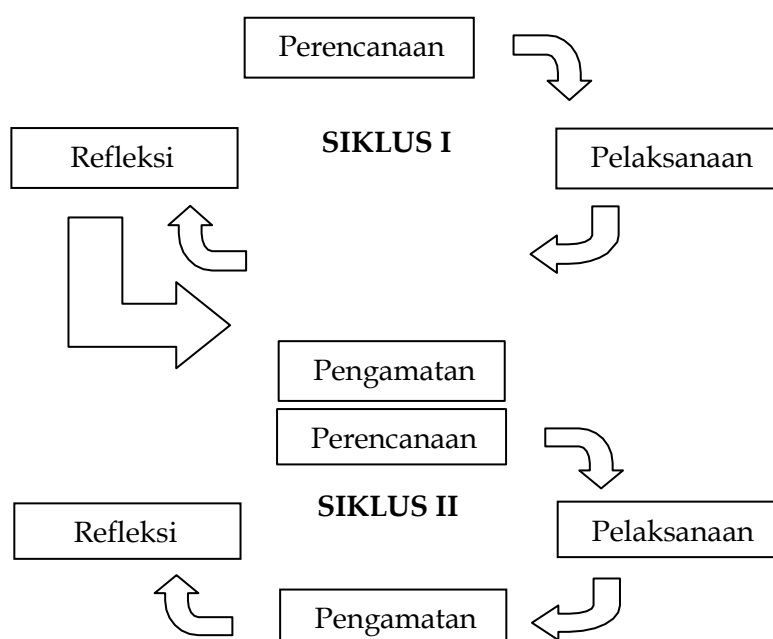 Perencanaan
SIKLUS I
Refleksi
Pelaksanaan
Pengamatan
Perencanaan
SIKLUS II
Refleksi
Pelaksanaan
Pengamatan